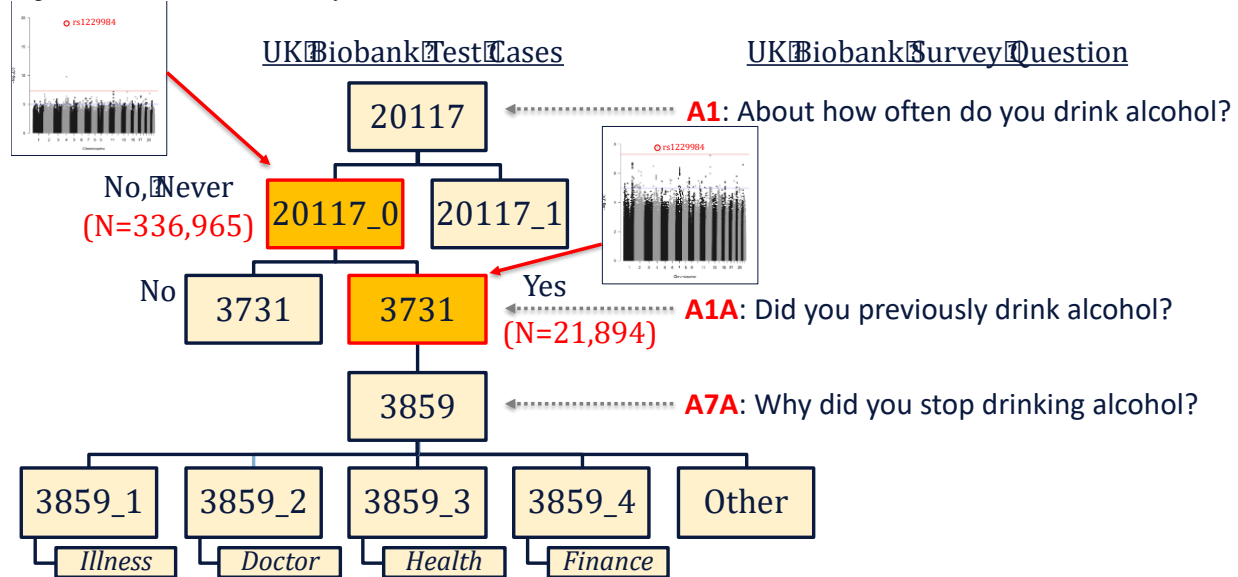 rs1229984
UK Biobank Test Cases
UK Biobank Survey Question
20117
A1: About how often do you drink alcohol?
rs1229984
No, Never
(N=336,965)
20117_0
20117_1
No
3731
3731
Yes
(N=21,894)
A1A: Did you previously drink alcohol?
3859
A7A: Why did you stop drinking alcohol?
3859_1
3859_2
3859_3
3859_4
Other
Illness
Doctor
Health
Finance